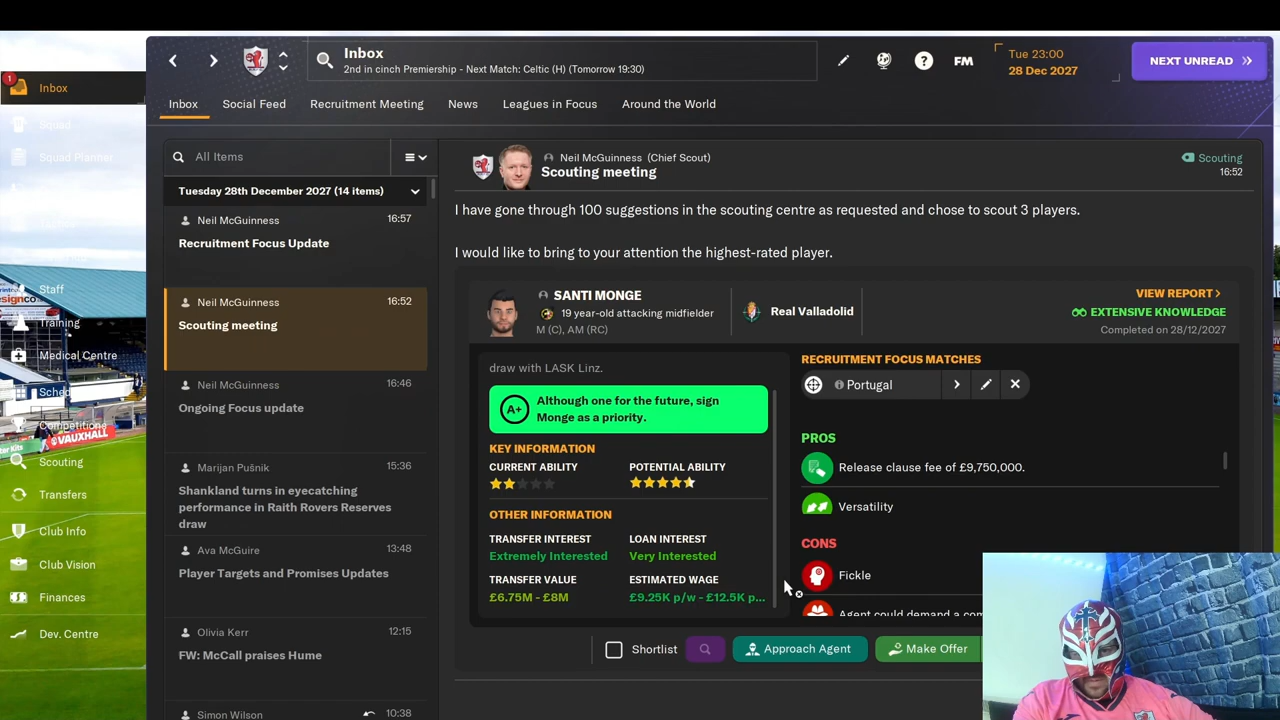 Inbox
2nd in cinch Premiership - Next Match: Celtic (H) (Tomorrow 19:30)
FM
Tue 23:00
28 Dec 2027
NEXT UNREAD
1
Inbox
Squad
Squad Planner
Staff
Training
Medical Centre
Sched
Competitions
Scouting
Transfers
Club Info
Club Vision
Finances
Dev. Centre
VAUXHALL
Inbox
Social Feed
Recruitment Meeting
News
Leagues in Focus
Around the World
All Items
Tuesday 28th December 2027 (14 items)
Neil McGuinness
16:57
Recruitment Focus Update
Neil McGuinness
16:52
Scouting meeting
Neil McGuinness
16:46
Ongoing Focus update
Marijan Pušnik
15:36
Shankland turns in eyecatching
performance in Raith Rovers Reserves
draw
Ava McGuire
13:48
Player Targets and Promises Updates
Olivia Kerr
12:15
FW: McCall praises Hume
Simon Wilson
10:38
Neil McGuinness (Chief Scout)
Scouting meeting
Scouting
16:52
I have gone through 100 suggestions in the scouting centre as requested and chose to scout 3 players.
I would like to bring to your attention the highest-rated player.
SANTI MONGE
19 year-old attacking midfielder
M (C), AM (RC)
Real Valladolid
VIEW REPORT >
EXTENSIVE KNOWLEDGE
Completed on 28/12/2027
draw with LASK Linz.
A+
Although one for the future, sign
Monge as a priority.
KEY INFORMATION
CURRENT ABILITY
POTENTIAL ABILITY
OTHER INFORMATION
TRANSFER INTEREST
LOAN INTEREST
Extremely Interested
Very Interested
TRANSFER VALUE
ESTIMATED WAGE
£6.75M - £8M
£9.25K p/w - £12.5K p...
RECRUITMENT FOCUS MATCHES
Portugal
PROS
Release clause fee of £9,750,000.
Versatility
CONS
Fickle
Agent could demand a com
Shortlist
Approach Agent
Make Offer